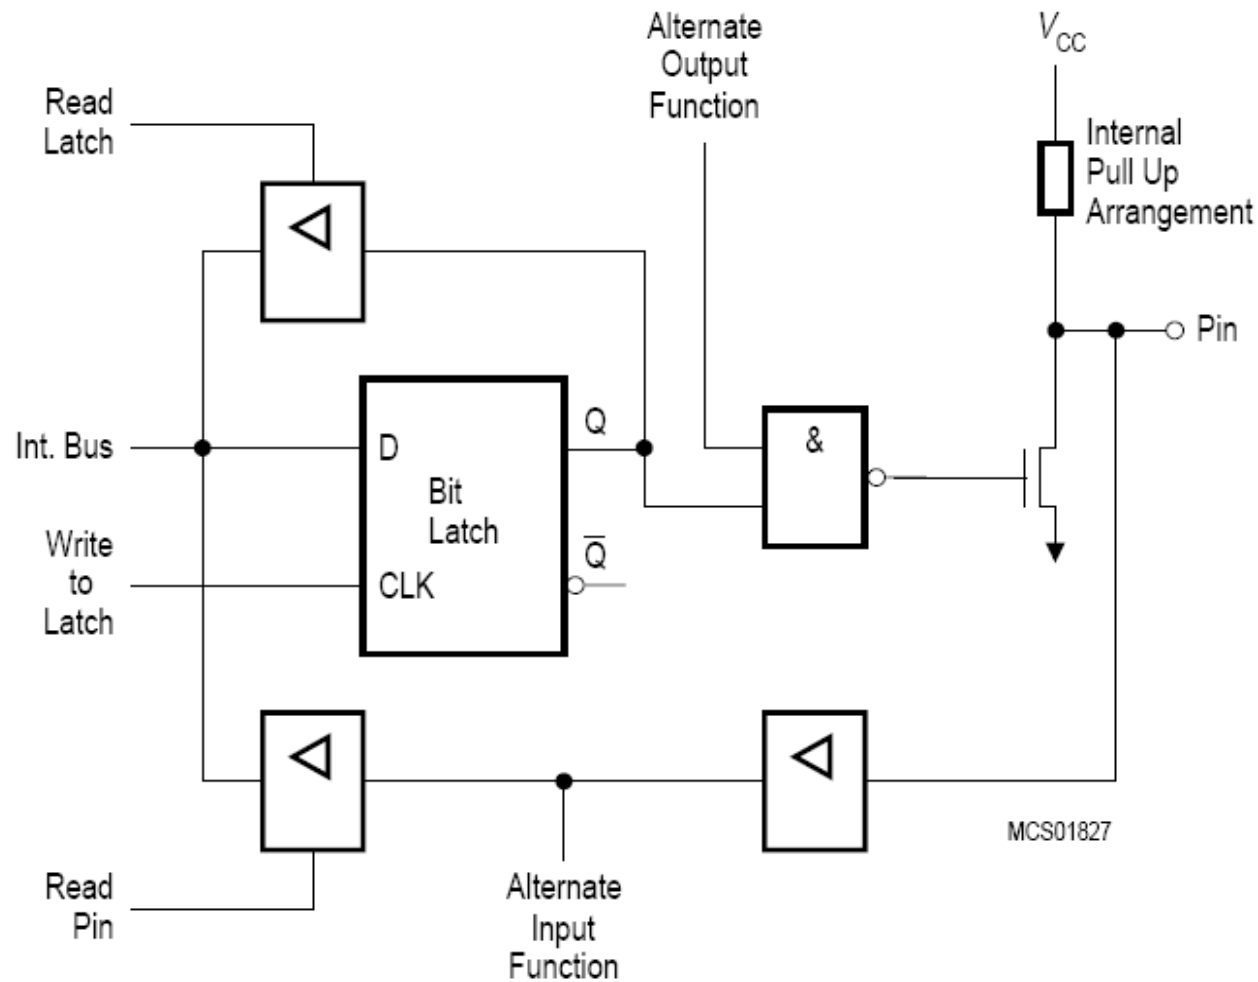 Alternate
Output
Function
V_CC
Read
Latch
Internal
Pull Up
Arrangement
Pin
Int. Bus
D
Q
&
Bit
Latch
Write
to
Latch
CLK
Q̅
MCS01827
Read
Pin
Alternate
Input
Function